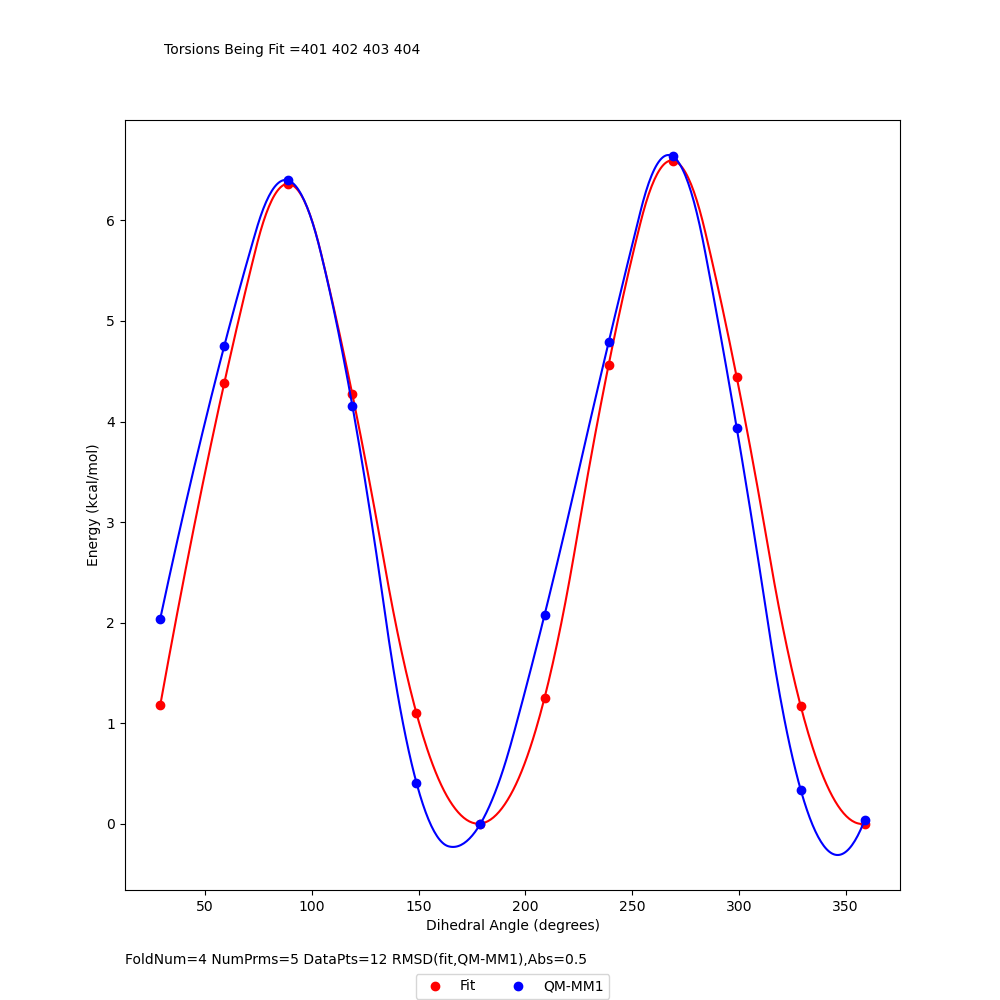 Torsions Being Fit =401 402 403 404
6
5
4
3
2
1
0
Energy (kcal/mol)
50 100 150 200 250 300 350
Dihedral Angle (degrees)
FoldNum=4 NumPrms=5 DataPts=12 RMSD(fit,QM-MM1),Abs=0.5
Fit QM-MM1